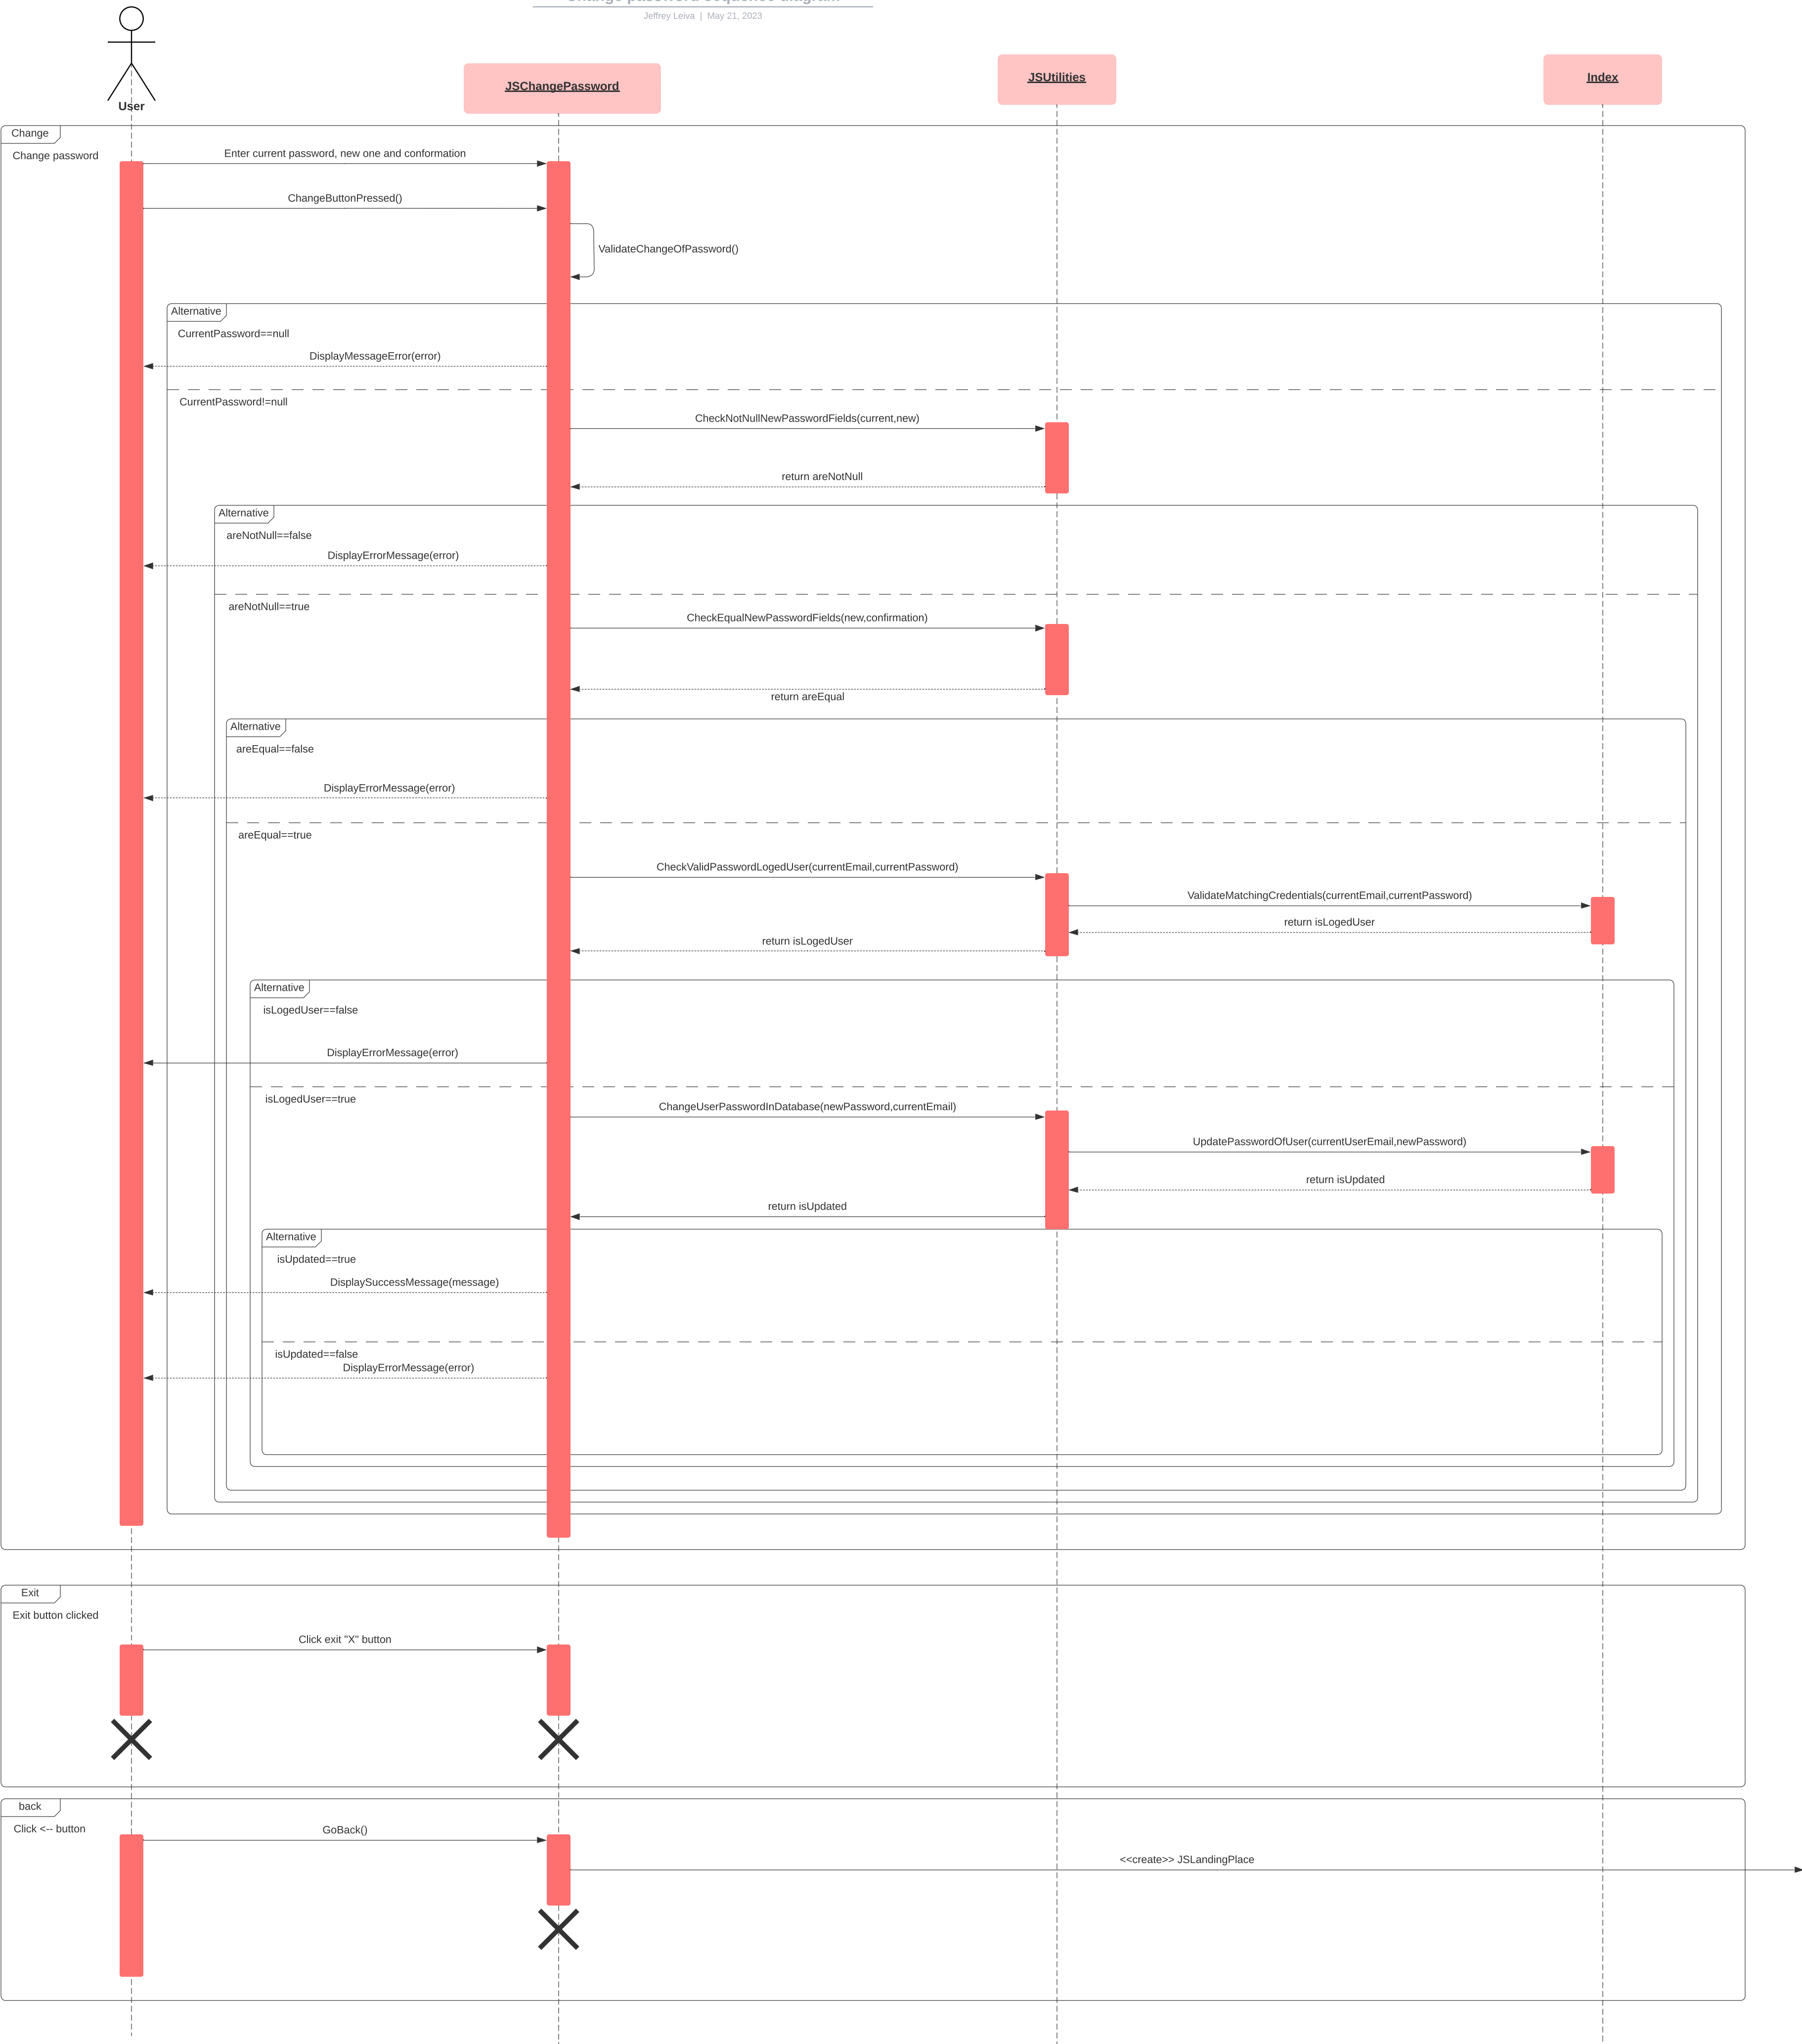 Change password sequence diagram
Jeffrey Leiva | May 21, 2023
User
JSChangePassword
JSUtilities
Index
Change
Change password
Enter current password, new one and conformation
ChangeButtonPressed()
ValidateChangeOfPassword()
Alternative
CurrentPassword==null
DisplayMessageError(error)
CurrentPassword!=null
CheckNotNullNewPasswordFields(current,new)
return areNotNull
Alternative
areNotNull==false
DisplayErrorMessage(error)
areNotNull==true
CheckEqualNewPasswordFields(new,confirmation)
return areEqual
Alternative
areEqual==false
DisplayErrorMessage(error)
areEqual==true
CheckValidPasswordLogedUser(currentEmail,currentPassword)
ValidateMatchingCredentials(currentEmail,currentPassword)
return isLogedUser
return isLogedUser
Alternative
isLogedUser==false
DisplayErrorMessage(error)
isLogedUser==true
ChangeUserPasswordInDatabase(newPassword,currentEmail)
UpdatePasswordOfUser(currentUserEmail,newPassword)
return isUpdated
return isUpdated
Alternative
isUpdated==true
DisplaySuccessMessage(message)
isUpdated==false
DisplayErrorMessage(error)
Exit
Exit button clicked
Click exit "X" button
back
Click <-- button
GoBack()
<<create>> JSLandingPlace